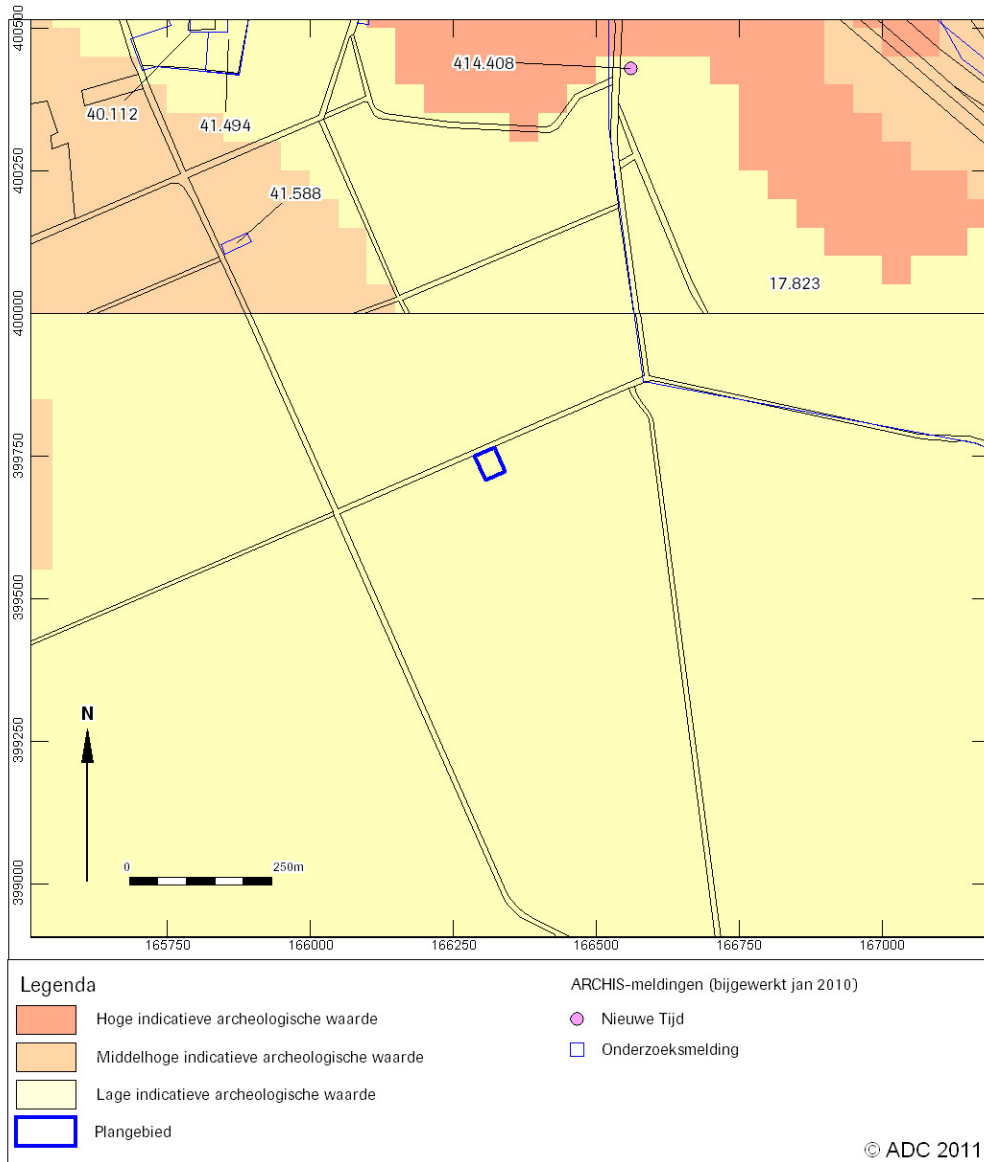 400500
414.408
40.112
41.494
400250
41.588
17.823
400000
399750
399500
399250
N
0 250m
399000
165750 166000 166250 166500 166750 167000
Legenda
Hoge indicatieve archeologische waarde
Middelhoge indicatieve archeologische waarde
Lage indicatieve archeologische waarde
Plangebied
ARCHIS-meldingen (bijgewerkt jan 2010)
Nieuwe Tijd
Onderzoeksmelding
© ADC 2011